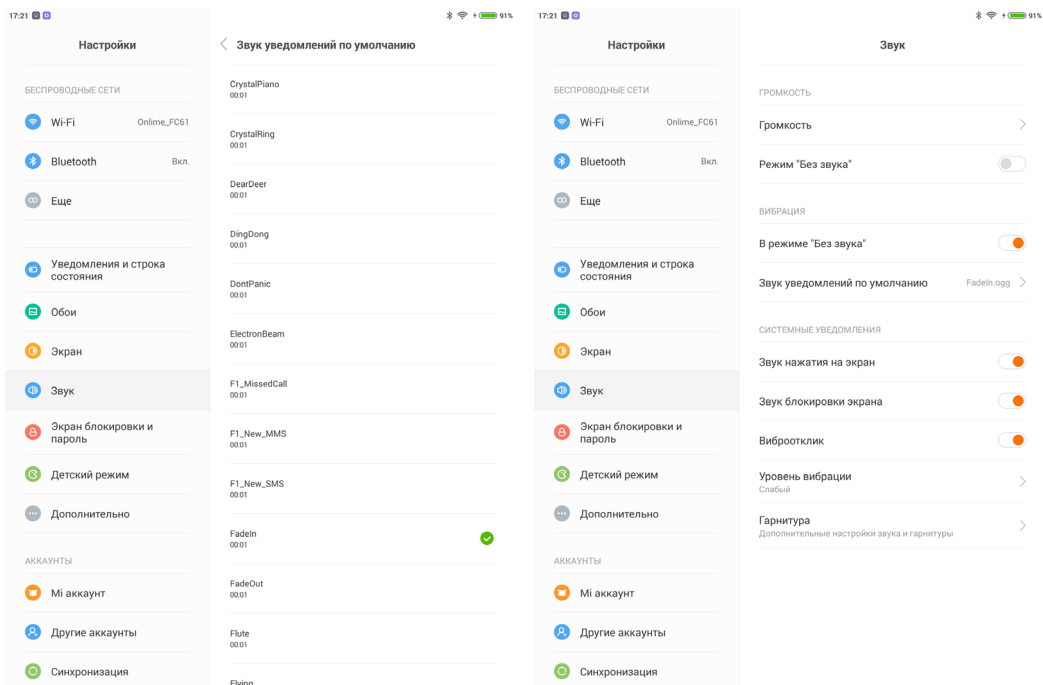 17:21
91%
Настройки
БЕСПРОВОДНЫЕ СЕТИ
Wi-Fi
Onlime_FC61
Bluetooth
Вкл.
Еще
Уведомления и строка
состояния
Обои
Экран
Звук
Экран блокировки и
пароль
Детский режим
Дополнительно
АККАУНТЫ
Mi аккаунт
Другие аккаунты
Синхронизация
Звук уведомлений по умолчанию
CrystalPiano
00:01
CrystalRing
00:01
DearDeer
00:01
DingDong
00:01
DontPanic
00:01
ElectronBeam
00:01
F1_MissedCall
00:01
F1_New_MMS
00:01
F1_New_SMS
00:01
FadeIn
00:01
FadeOut
00:01
Flute
00:01
Flying
17:21
91%
Настройки
БЕСПРОВОДНЫЕ СЕТИ
Wi-Fi
Onlime_FC61
Bluetooth
Вкл.
Еще
Уведомления и строка
состояния
Обои
Экран
Звук
Экран блокировки и
пароль
Детский режим
Дополнительно
АККАУНТЫ
Mi аккаунт
Другие аккаунты
Синхронизация
Звук
ГРОМКОСТЬ
Громкость
Режим "Без звука"
ВИБРАЦИЯ
В режиме "Без звука"
Звук уведомлений по умолчанию
FadeIn.ogg
СИСТЕМНЫЕ УВЕДОМЛЕНИЯ
Звук нажатия на экран
Звук блокировки экрана
Виброотклик
Уровень вибрации
Слабый
Гарнитура
Дополнительные настройки звука и гарнитуры